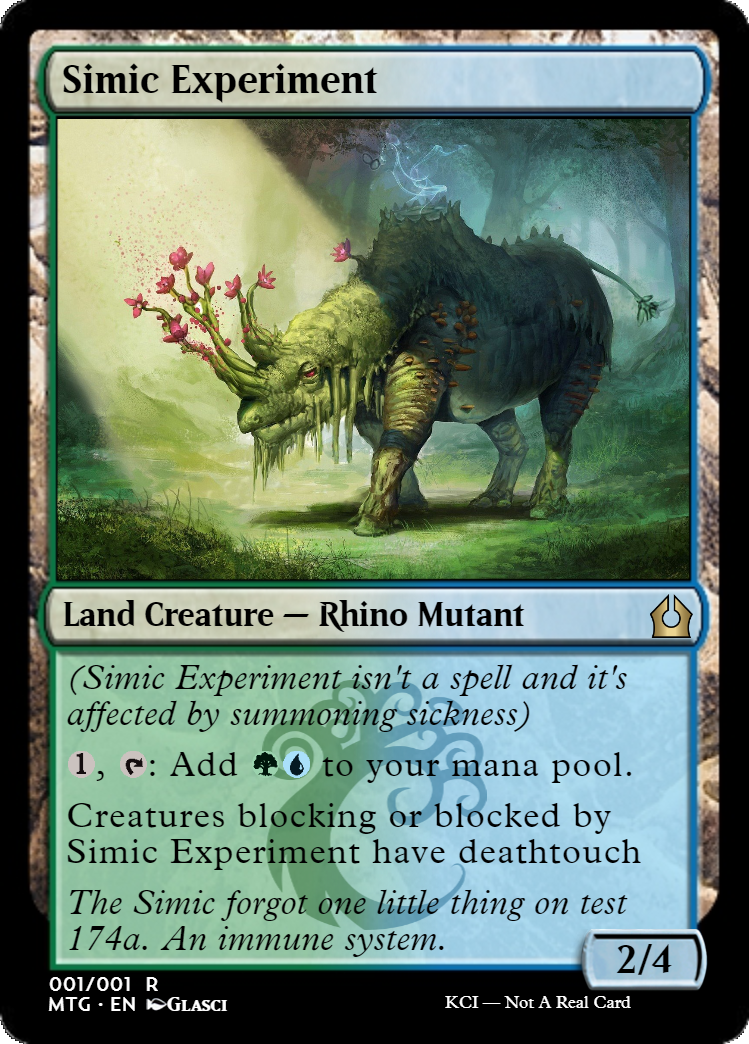 Simic Experiment
Land Creature — Rhino Mutant
(Simic Experiment isn't a spell and it's
affected by summoning sickness)
1, : Add to your mana pool.
Creatures blocking or blocked by
Simic Experiment have deathtouch
The Simic forgot one little thing on test
174a. An immune system.
2/4
001/001 R
MTG · EN GLASCI
KCI — Not A Real Card